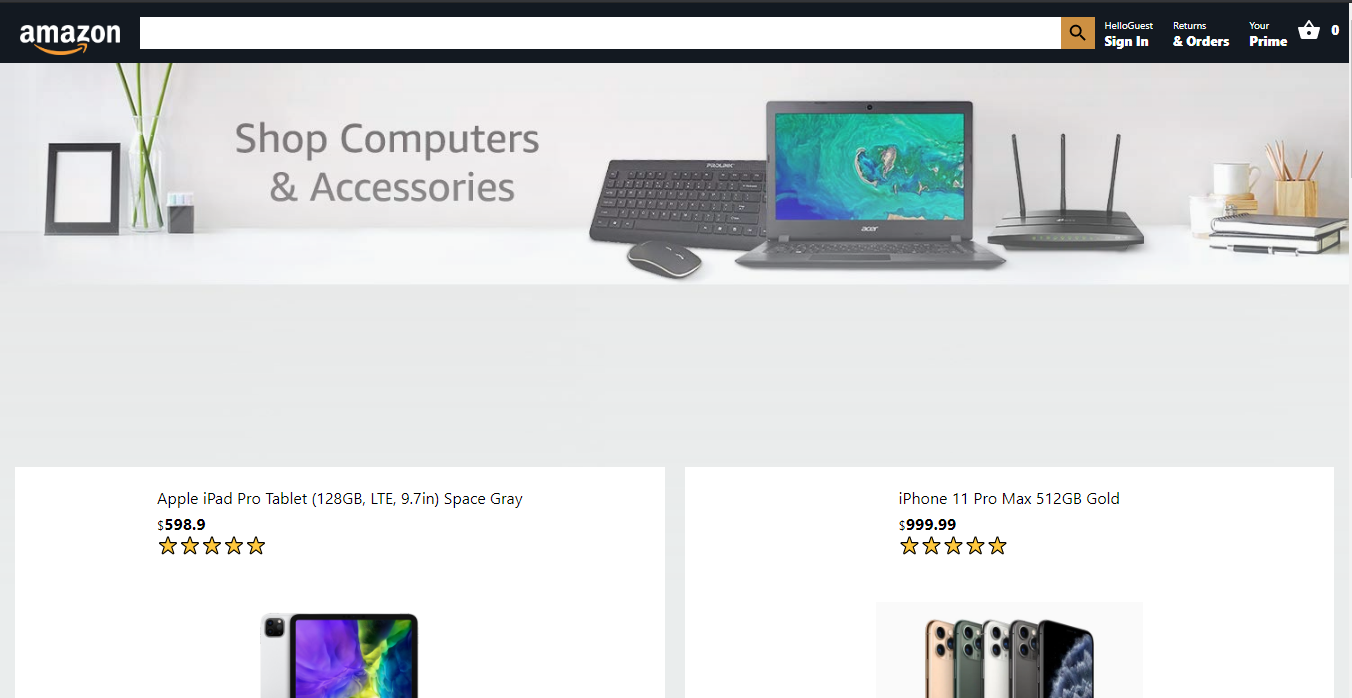 amazon
HelloGuest
Sign In
Returns
& Orders
Your
Prime
0
Shop Computers
& Accessories
PROLINK
acer
Apple iPad Pro Tablet (128GB, LTE, 9.7in) Space Gray
$598.9
iPhone 11 Pro Max 512GB Gold
$999.99